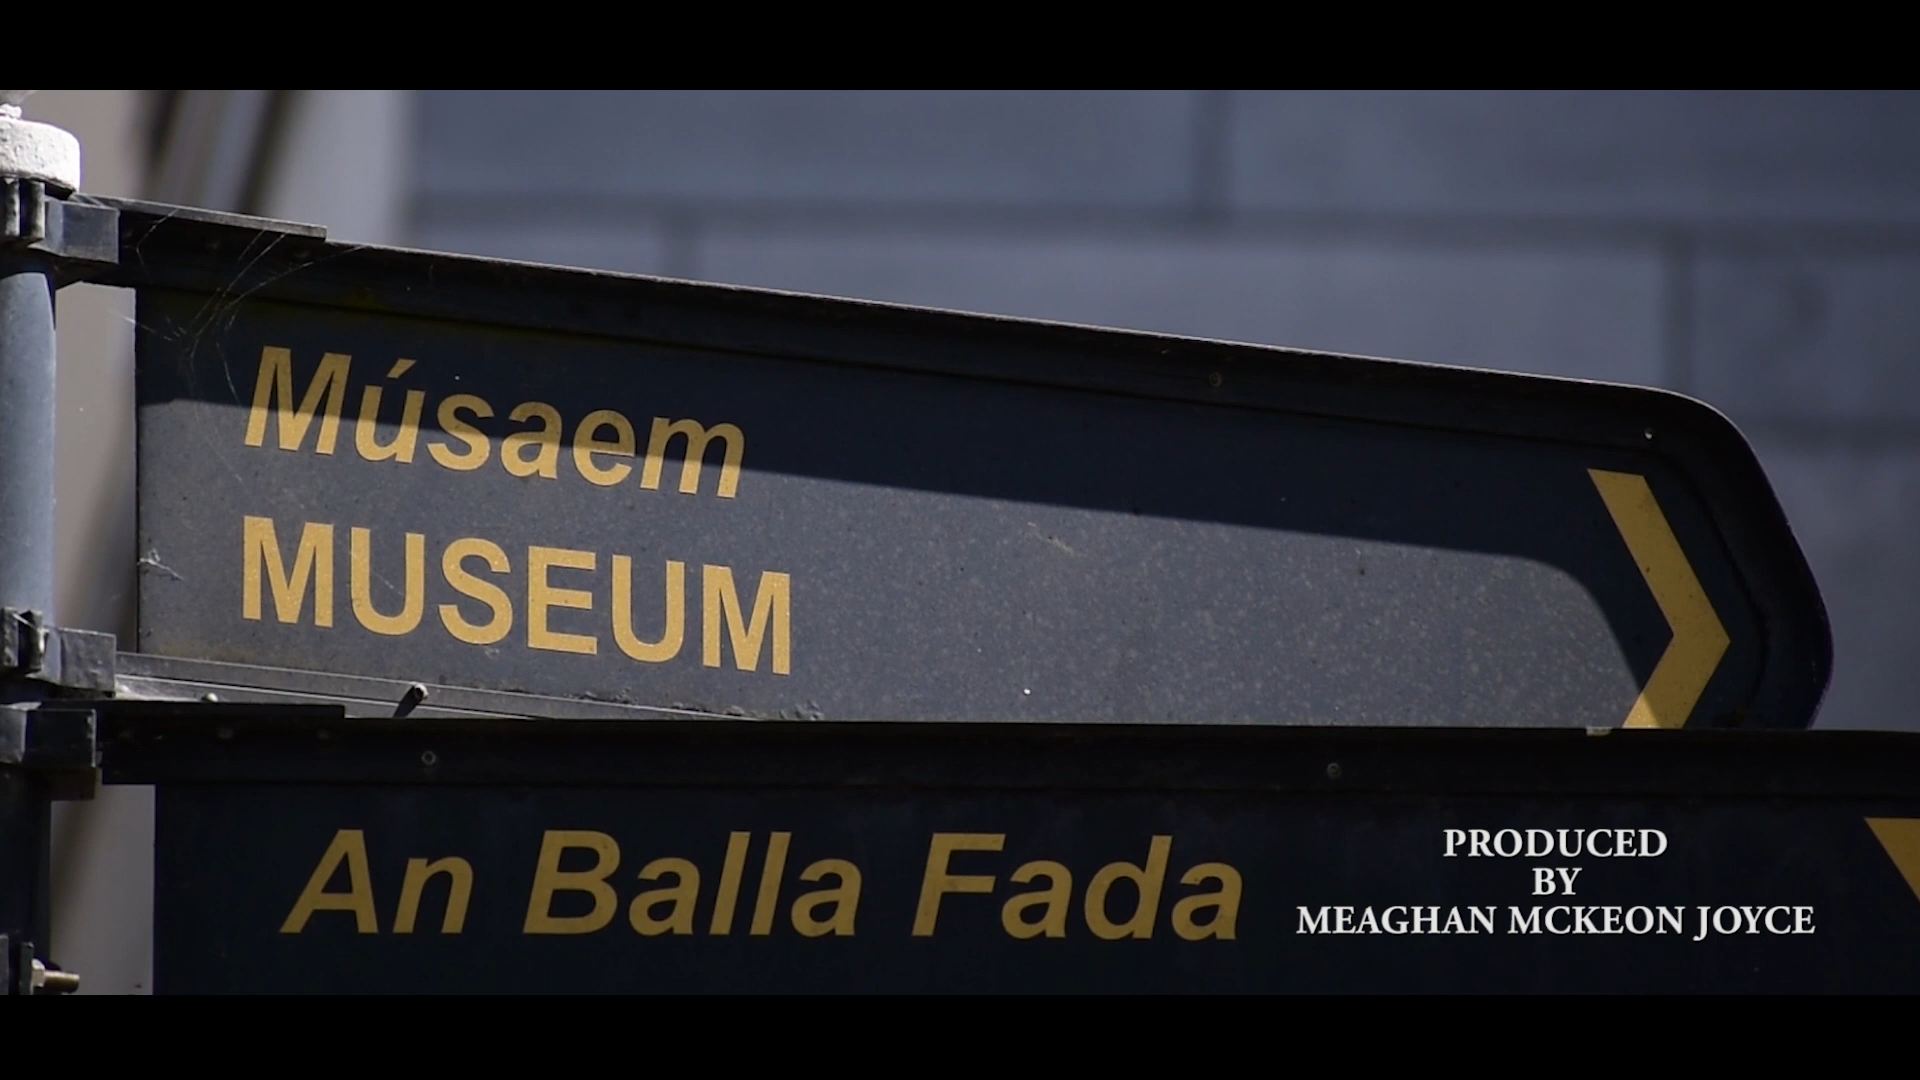 Músaem
MUSEUM
An Balla Fada
PRODUCED
BY
MEAGHAN MCKEON JOYCE